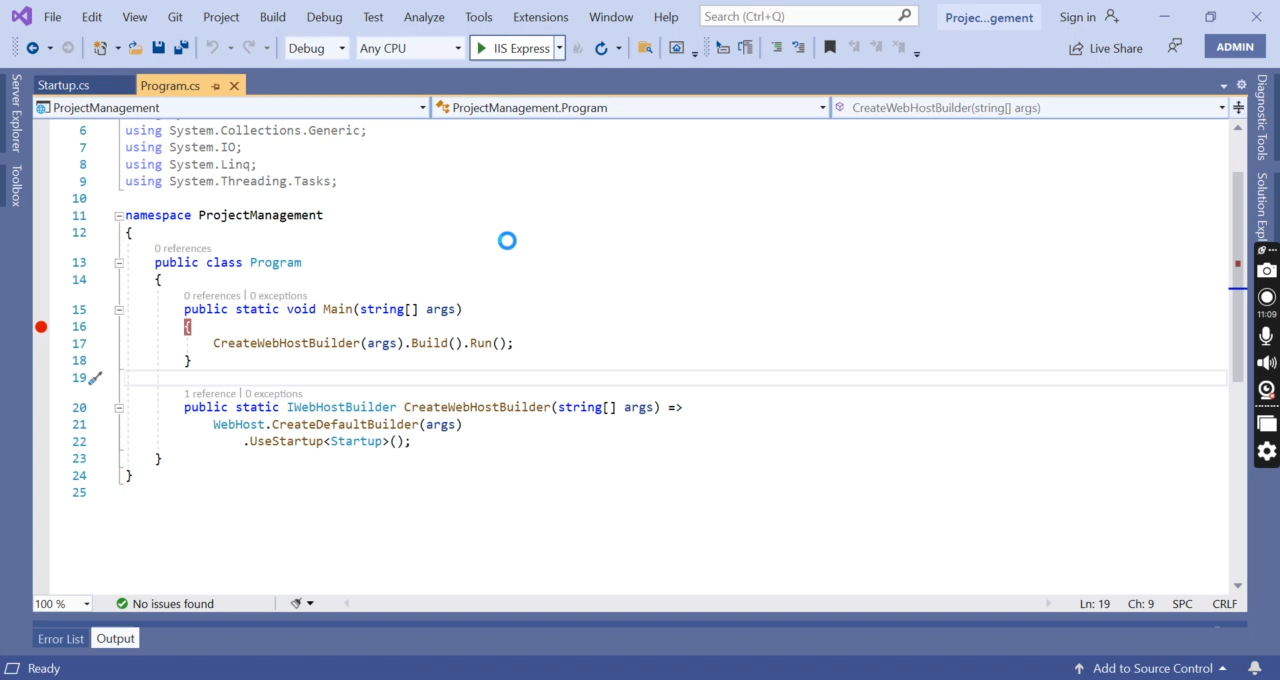 File Edit View Git Project Build Debug Test Analyze Tools Extensions Window Help Search (Ctrl+Q) Projec...gement Sign in
Debug Any CPU IIS Express Live Share ADMIN
Server Explorer
Toolbox
Startup.cs Program.cs
ProjectManagement ProjectManagement.Program CreateWebHostBuilder(string[] args)
6 using System.Collections.Generic;
7 using System.IO;
8 using System.Linq;
9 using System.Threading.Tasks;
10
11 namespace ProjectManagement
12 {
0 references
13 public class Program
14 {
0 references | 0 exceptions
15 public static void Main(string[] args)
16 {
17 CreateWebHostBuilder(args).Build().Run();
18 }
19
1 reference | 0 exceptions
20 public static IWebHostBuilder CreateWebHostBuilder(string[] args) =>
21 WebHost.CreateDefaultBuilder(args)
22 .UseStartup<Startup>();
23 }
24 }
25
Diagnostic Tools
Solution Expl
11:09
100 % No issues found Ln: 19 Ch: 9 SPC CRLF
Error List Output
Ready Add to Source Control